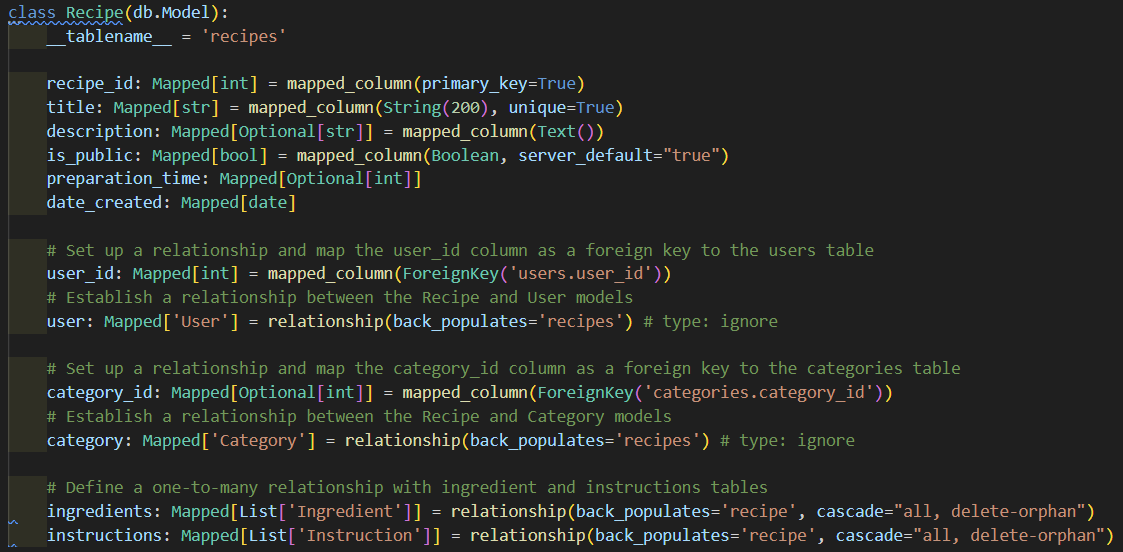 class Recipe(db.Model):
    __tablename__ = 'recipes'

    recipe_id: Mapped[int] = mapped_column(primary_key=True)
    title: Mapped[str] = mapped_column(String(200), unique=True)
    description: Mapped[Optional[str]] = mapped_column(Text())
    is_public: Mapped[bool] = mapped_column(Boolean, server_default="true")
    preparation_time: Mapped[Optional[int]]
    date_created: Mapped[date]

    # Set up a relationship and map the user_id column as a foreign key to the users table
    user_id: Mapped[int] = mapped_column(ForeignKey('users.user_id'))
    # Establish a relationship between the Recipe and User models
    user: Mapped['User'] = relationship(back_populates='recipes') # type: ignore

    # Set up a relationship and map the category_id column as a foreign key to the categories table
    category_id: Mapped[Optional[int]] = mapped_column(ForeignKey('categories.category_id'))
    # Establish a relationship between the Recipe and Category models
    category: Mapped['Category'] = relationship(back_populates='recipes') # type: ignore

    # Define a one-to-many relationship with ingredient and instructions tables
    ingredients: Mapped[List['Ingredient']] = relationship(back_populates='recipe', cascade="all, delete-orphan")
    instructions: Mapped[List['Instruction']] = relationship(back_populates='recipe', cascade="all, delete-orphan")